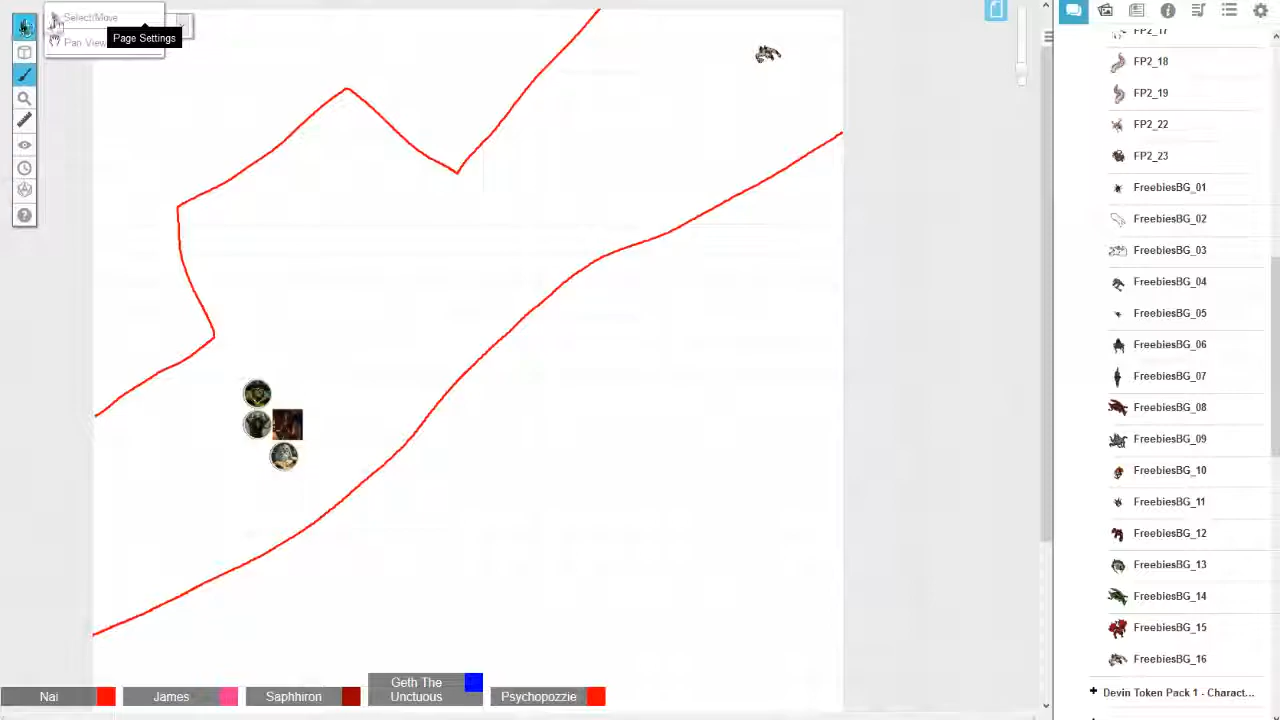 Select/Move
Page Settings
Pan View
FP2_17
FP2_18
FP2_19
FP2_22
FP2_23
FreebiesBG_01
FreebiesBG_02
FreebiesBG_03
FreebiesBG_04
FreebiesBG_05
FreebiesBG_06
FreebiesBG_07
FreebiesBG_08
FreebiesBG_09
FreebiesBG_10
FreebiesBG_11
FreebiesBG_12
FreebiesBG_13
FreebiesBG_14
FreebiesBG_15
FreebiesBG_16
Devin Token Pack 1 - Charact...
Nai
James
Saphhiron
Geth The
Unctuous
Psychopozzie